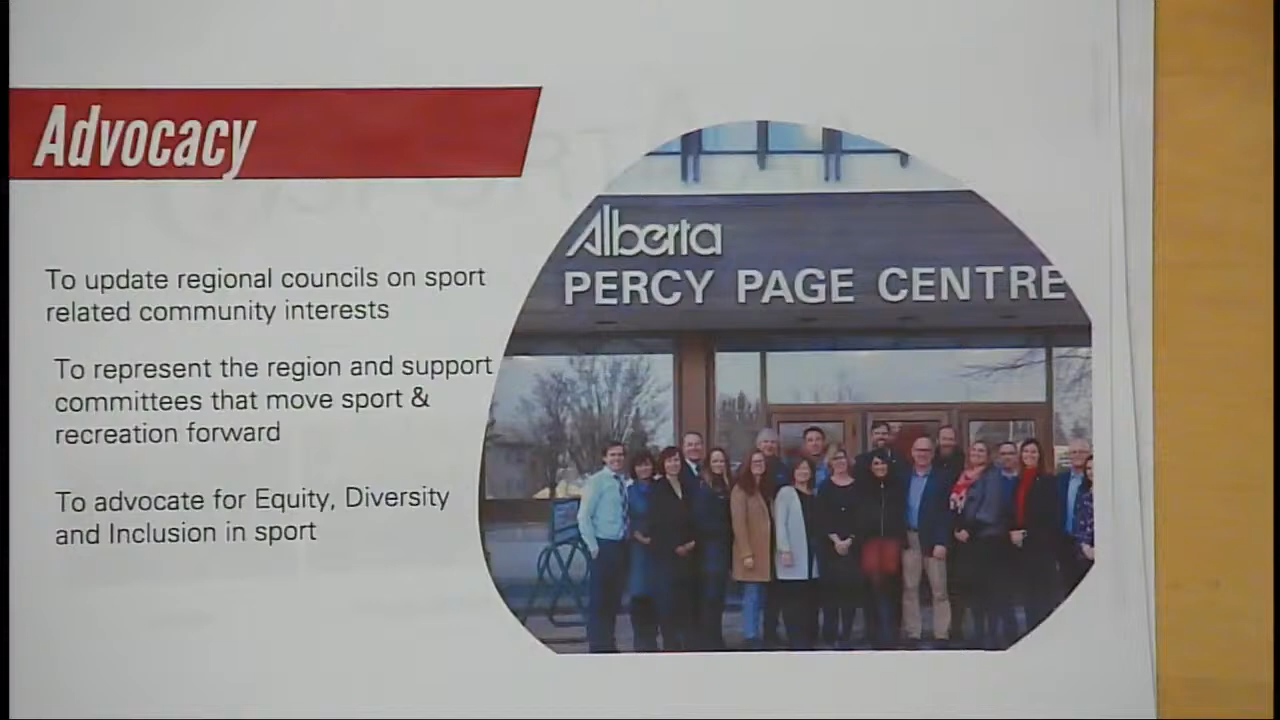 Advocacy
To update regional councils on sport
related community interests
To represent the region and support
committees that move sport &
recreation forward
To advocate for Equity, Diversity
and Inclusion in sport
Alberta
PERCY PAGE CENTRE